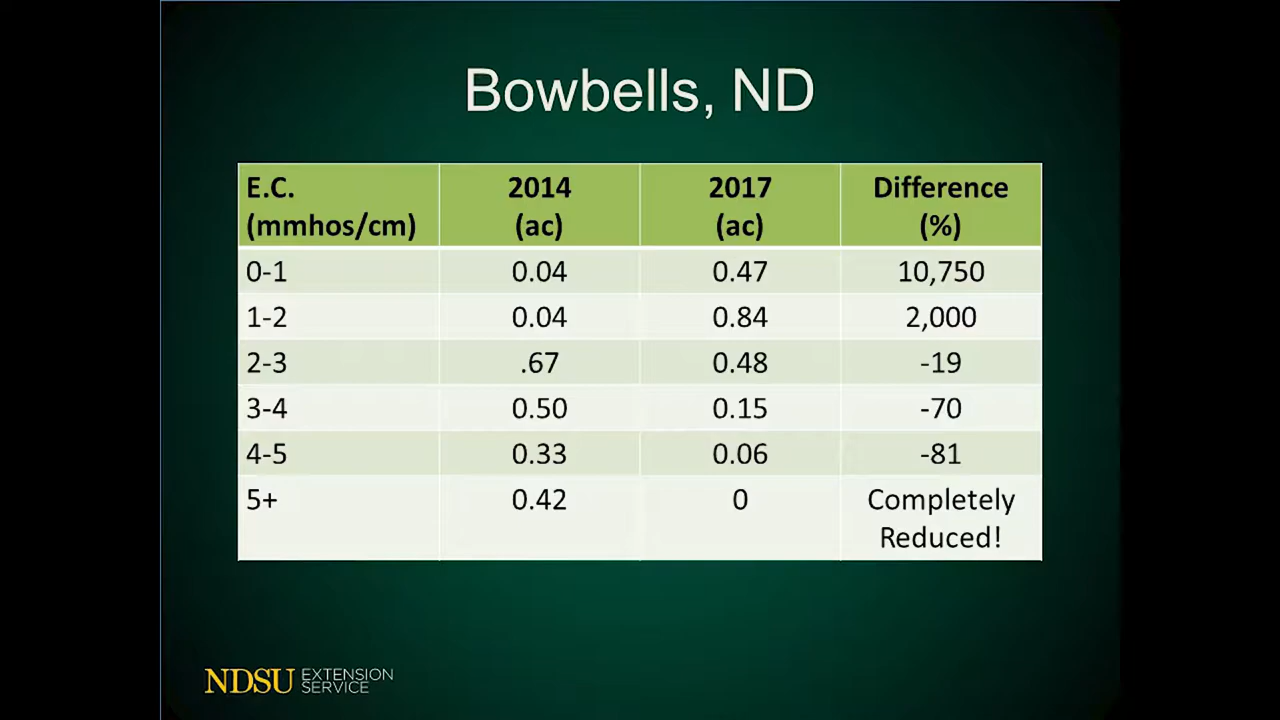 Bowbells, ND
E.C. 2014 2017 Difference
(mmhos/cm) (ac) (ac) (%)
0-1 0.04 0.47 10,750
1-2 0.04 0.84 2,000
2-3 .67 0.48 -19
3-4 0.50 0.15 -70
4-5 0.33 0.06 -81
5+ 0.42 0 Completely
Reduced!
NDSU EXTENSION
SERVICE